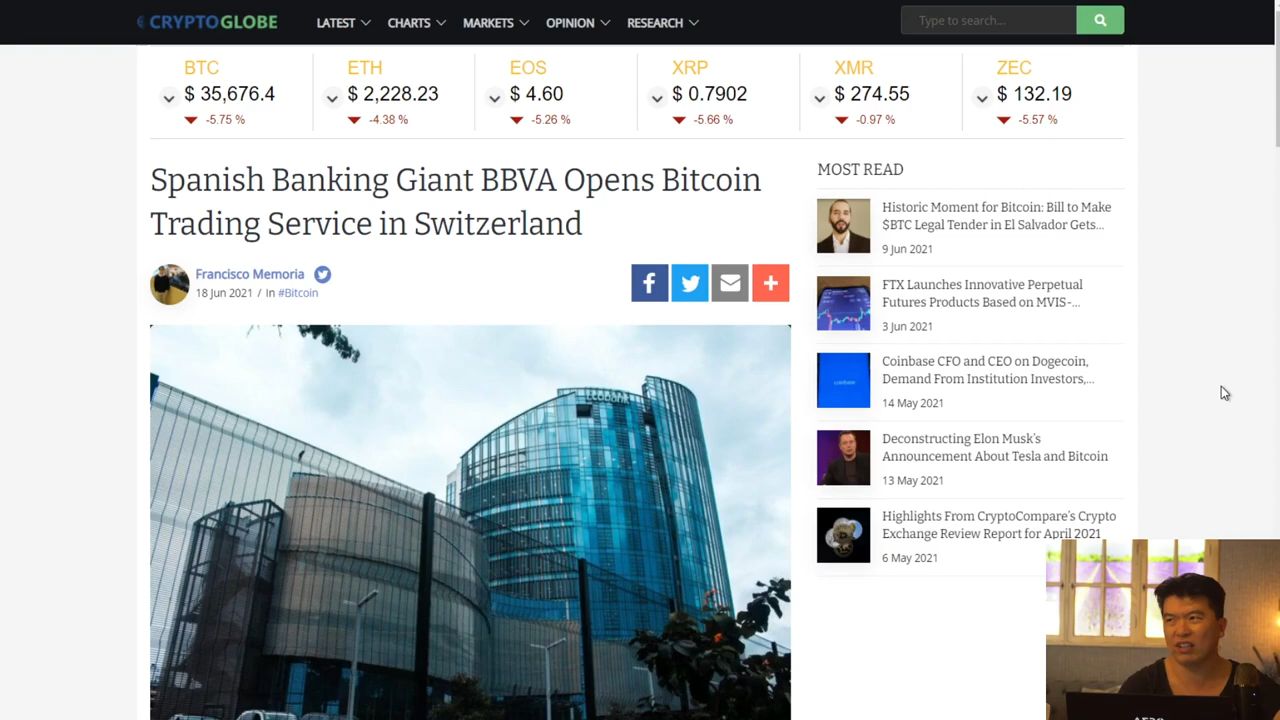 CRYPTOGLOBE
LATEST CHARTS MARKETS OPINION RESEARCH
Type to search...
BTC ETH EOS XRP XMR ZEC
$ 35,676.4 $ 2,228.23 $ 4.60 $ 0.7902 $ 274.55 $ 132.19
-5.75 % -4.38 % -5.26 % -5.66 % -0.97 % -5.57 %
Spanish Banking Giant BBVA Opens Bitcoin
Trading Service in Switzerland
Francisco Memoria
18 Jun 2021 / In #Bitcoin
ECOBANK
MOST READ
Historic Moment for Bitcoin: Bill to Make
$BTC Legal Tender in El Salvador Gets...
9 Jun 2021
FTX Launches Innovative Perpetual
Futures Products Based on MVIS-...
3 Jun 2021
coinbase
Coinbase CFO and CEO on Dogecoin,
Demand From Institution Investors,...
14 May 2021
Deconstructing Elon Musk's
Announcement About Tesla and Bitcoin
13 May 2021
Highlights From CryptoCompare's Crypto
Exchange Review Report for April 2021
6 May 2021